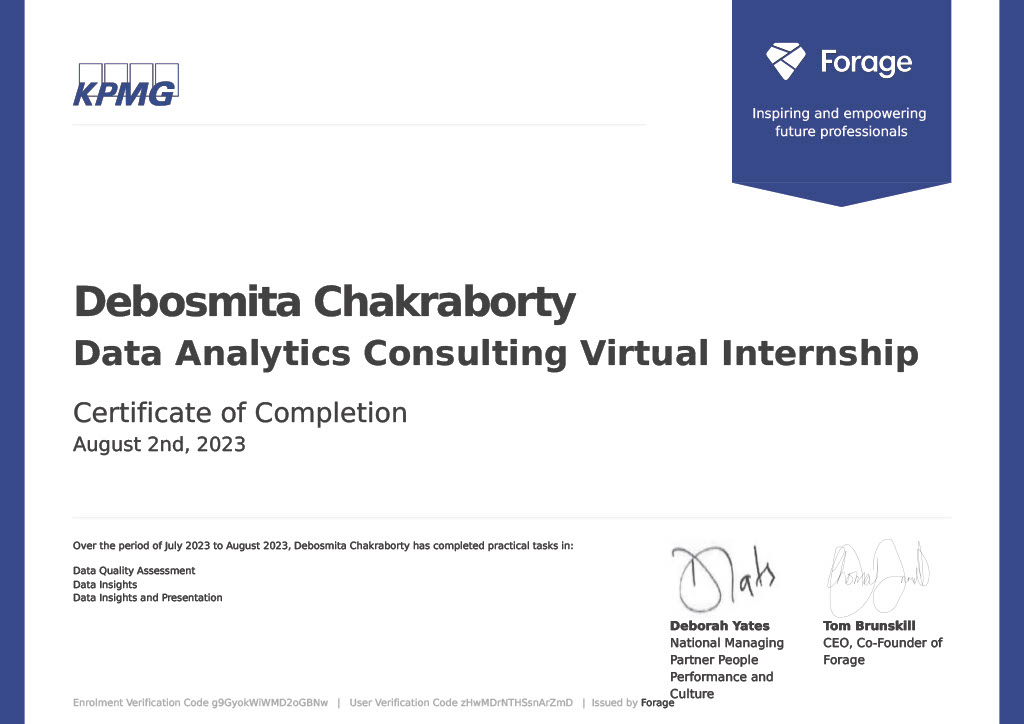 KPMG
Forage
Inspiring and empowering
future professionals
Debosmita Chakraborty
Data Analytics Consulting Virtual Internship
Certificate of Completion
August 2nd, 2023
Over the period of July 2023 to August 2023, Debosmita Chakraborty has completed practical tasks in:
Data Quality Assessment
Data Insights
Data Insights and Presentation
Deborah Yates
National Managing
Partner People
Performance and
Culture
Tom Brunskill
CEO, Co-Founder of
Forage
Enrolment Verification Code g9GyokWiWMD2oGBNw | User Verification Code zHwMDrNTHSsnArZmD | Issued by Forage